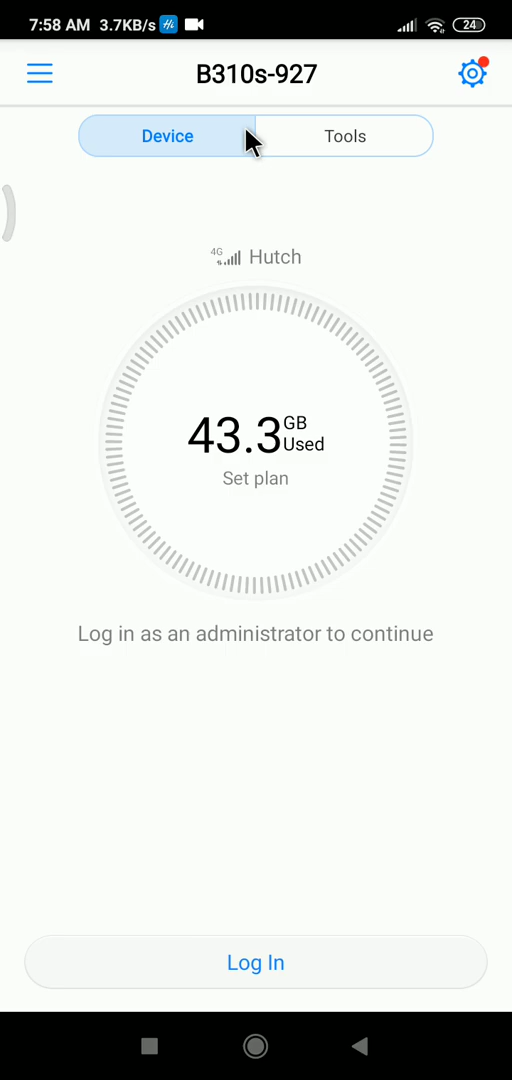 7:58 AM 3.7KB/s Hi 24
B310s-927
Device Tools
4G Hutch
43.3 GB Used
Set plan
Log in as an administrator to continue
Log In